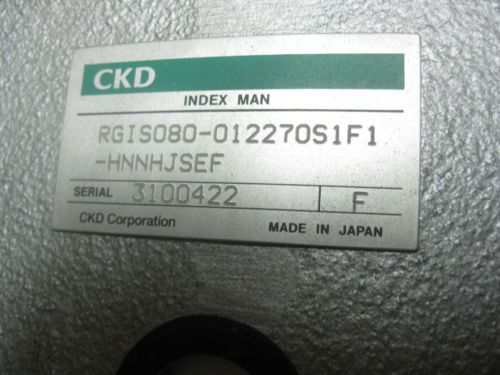 CKD
INDEX MAN
RGIS080-012270S1F1
-HNNHJSEF
SERIAL 3100422 F
CKD Corporation MADE IN JAPAN